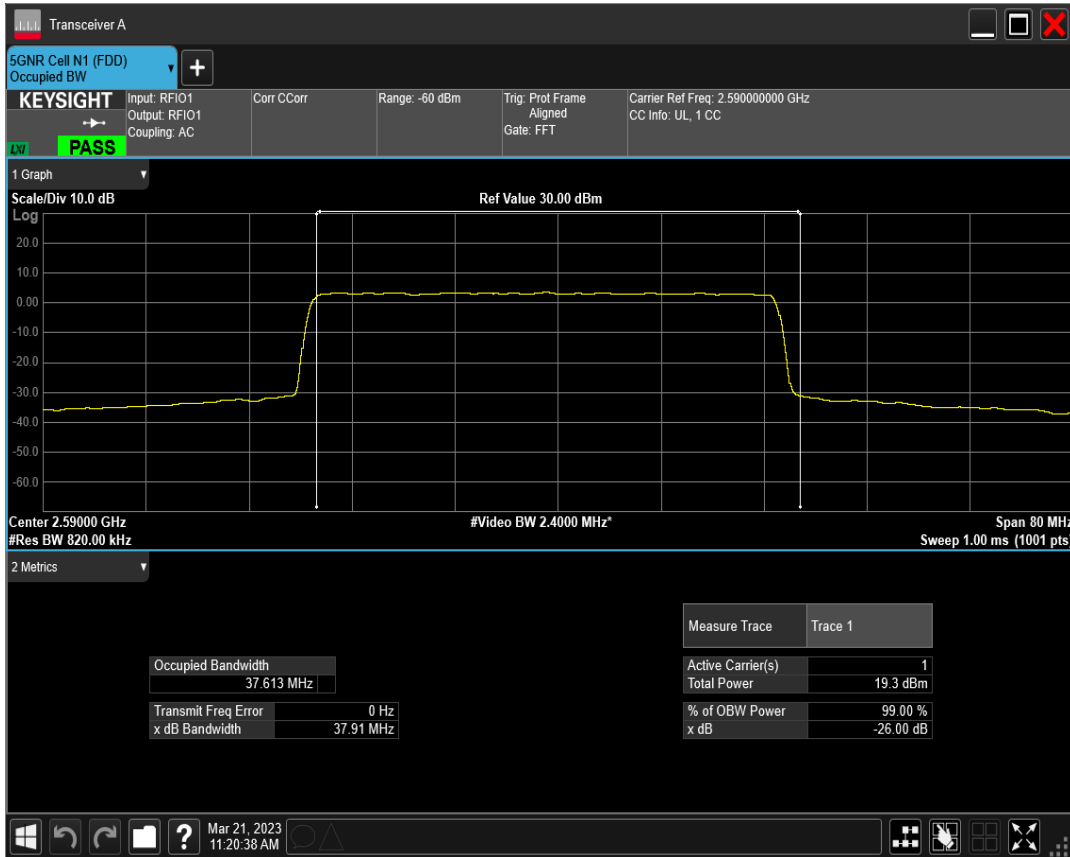 Transceiver A
5GNR Cell N1 (FDD)
Occupied BW
+
KEYSIGHT
LXI
PASS
Input: RFIO1
Output: RFIO1
Coupling: AC
Corr CCorr
Range: -60 dBm
Trig: Prot Frame
Aligned
Gate: FFT
Carrier Ref Freq: 2.590000000 GHz
CC Info: UL, 1 CC
1 Graph
Scale/Div 10.0 dB
Ref Value 30.00 dBm
Log
20.0
10.0
0.00
-10.0
-20.0
-30.0
-40.0
-50.0
-60.0
Center 2.59000 GHz
#Video BW 2.4000 MHz*
Span 80 MHz
#Res BW 820.00 kHz
Sweep 1.00 ms (1001 pts)
2 Metrics
Measure Trace Trace 1
Occupied Bandwidth
37.613 MHz
Active Carrier(s) 1
Total Power 19.3 dBm
Transmit Freq Error 0 Hz
x dB Bandwidth 37.91 MHz
% of OBW Power 99.00 %
x dB -26.00 dB
?
Mar 21, 2023
11:20:38 AM